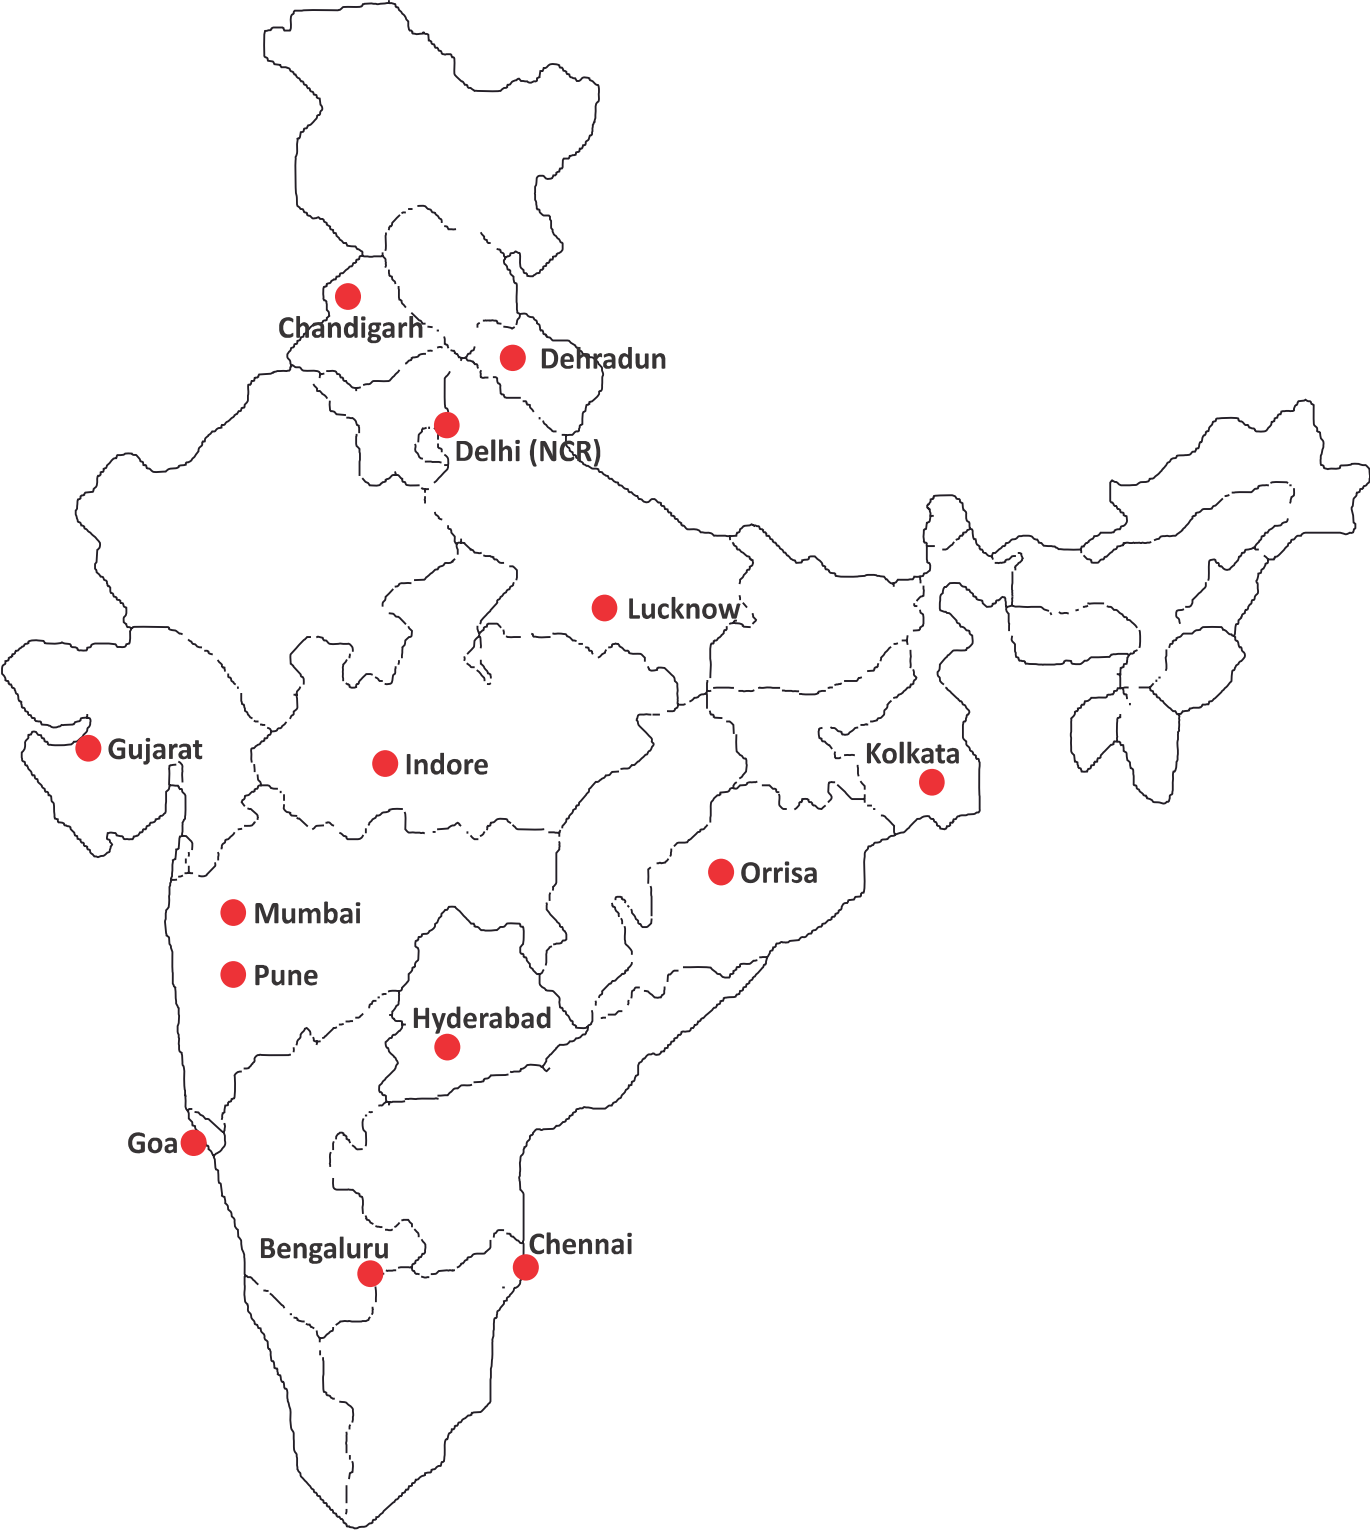 Chandigarh
Dehradun
Delhi (NCR)
Lucknow
Gujarat
Indore
Kolkata
Orrisa
Mumbai
Pune
Hyderabad
Goa
Bengaluru
Chennai